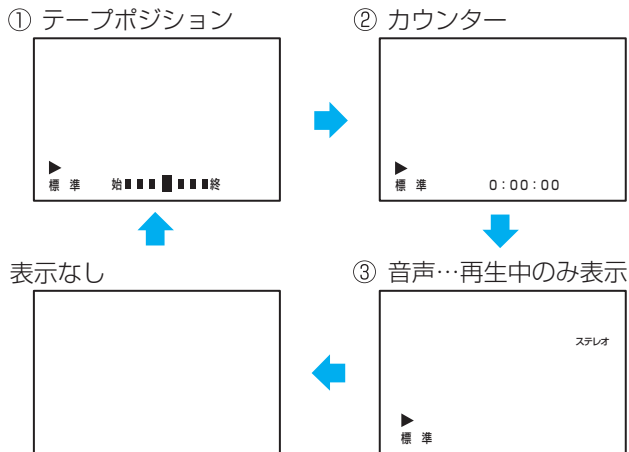 ① テープポジション
▶
標 準 始■■■■■■■終
② カウンター
▶
標 準 0:00:00
③ 音声…再生中のみ表示
ステレオ
▶
標 準
表示なし